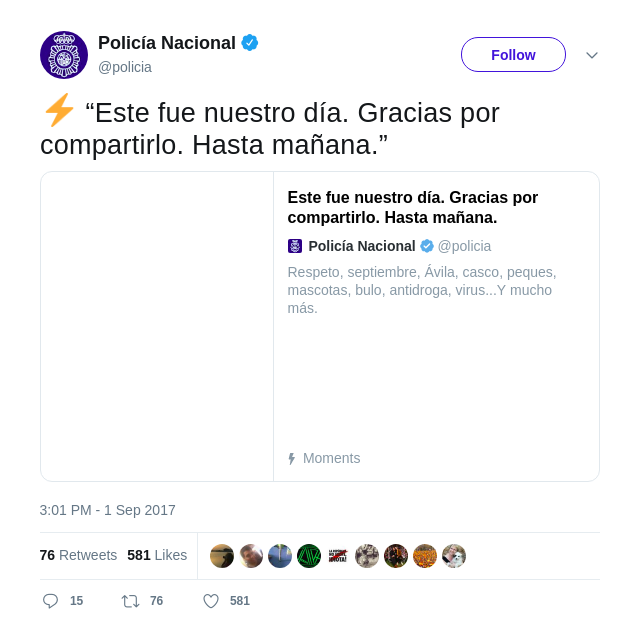 Policía Nacional
@policia
Follow
⚡ “Este fue nuestro día. Gracias por
compartirlo. Hasta mañana.”
Este fue nuestro día. Gracias por
compartirlo. Hasta mañana.
Policía Nacional @policia
Respeto, septiembre, Ávila, casco, peques,
mascotas, bulo, antidroga, virus...Y mucho
más.
Moments
3:01 PM - 1 Sep 2017
76 Retweets 581 Likes
15 76 581